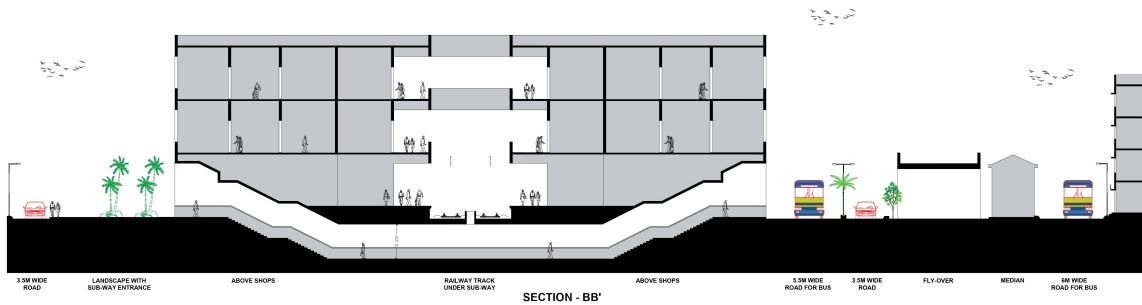 3.5M WIDE
ROAD
LANDSCAPE WITH
SUB-WAY ENTRANCE
ABOVE SHOPS
RAILWAY TRACK
UNDER SUB-WAY
ABOVE SHOPS
5.5M WIDE
ROAD FOR BUS
3.5M WIDE
ROAD
FLY-OVER
MEDIAN
6M WIDE
ROAD FOR BUS
SECTION - BB'